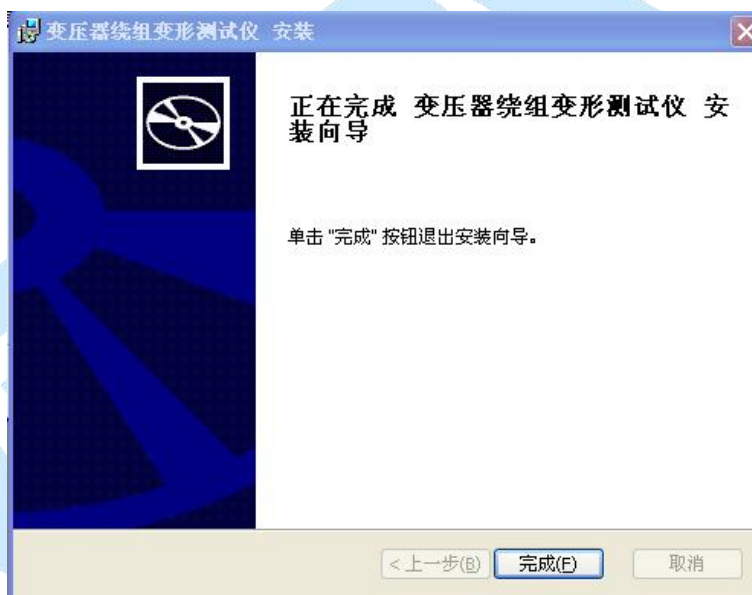 变压器绕组变形测试仪 安装
正在完成 变压器绕组变形测试仪 安
装向导
单击"完成"按钮退出安装向导。
<上一步(B)
完成(F)
取消